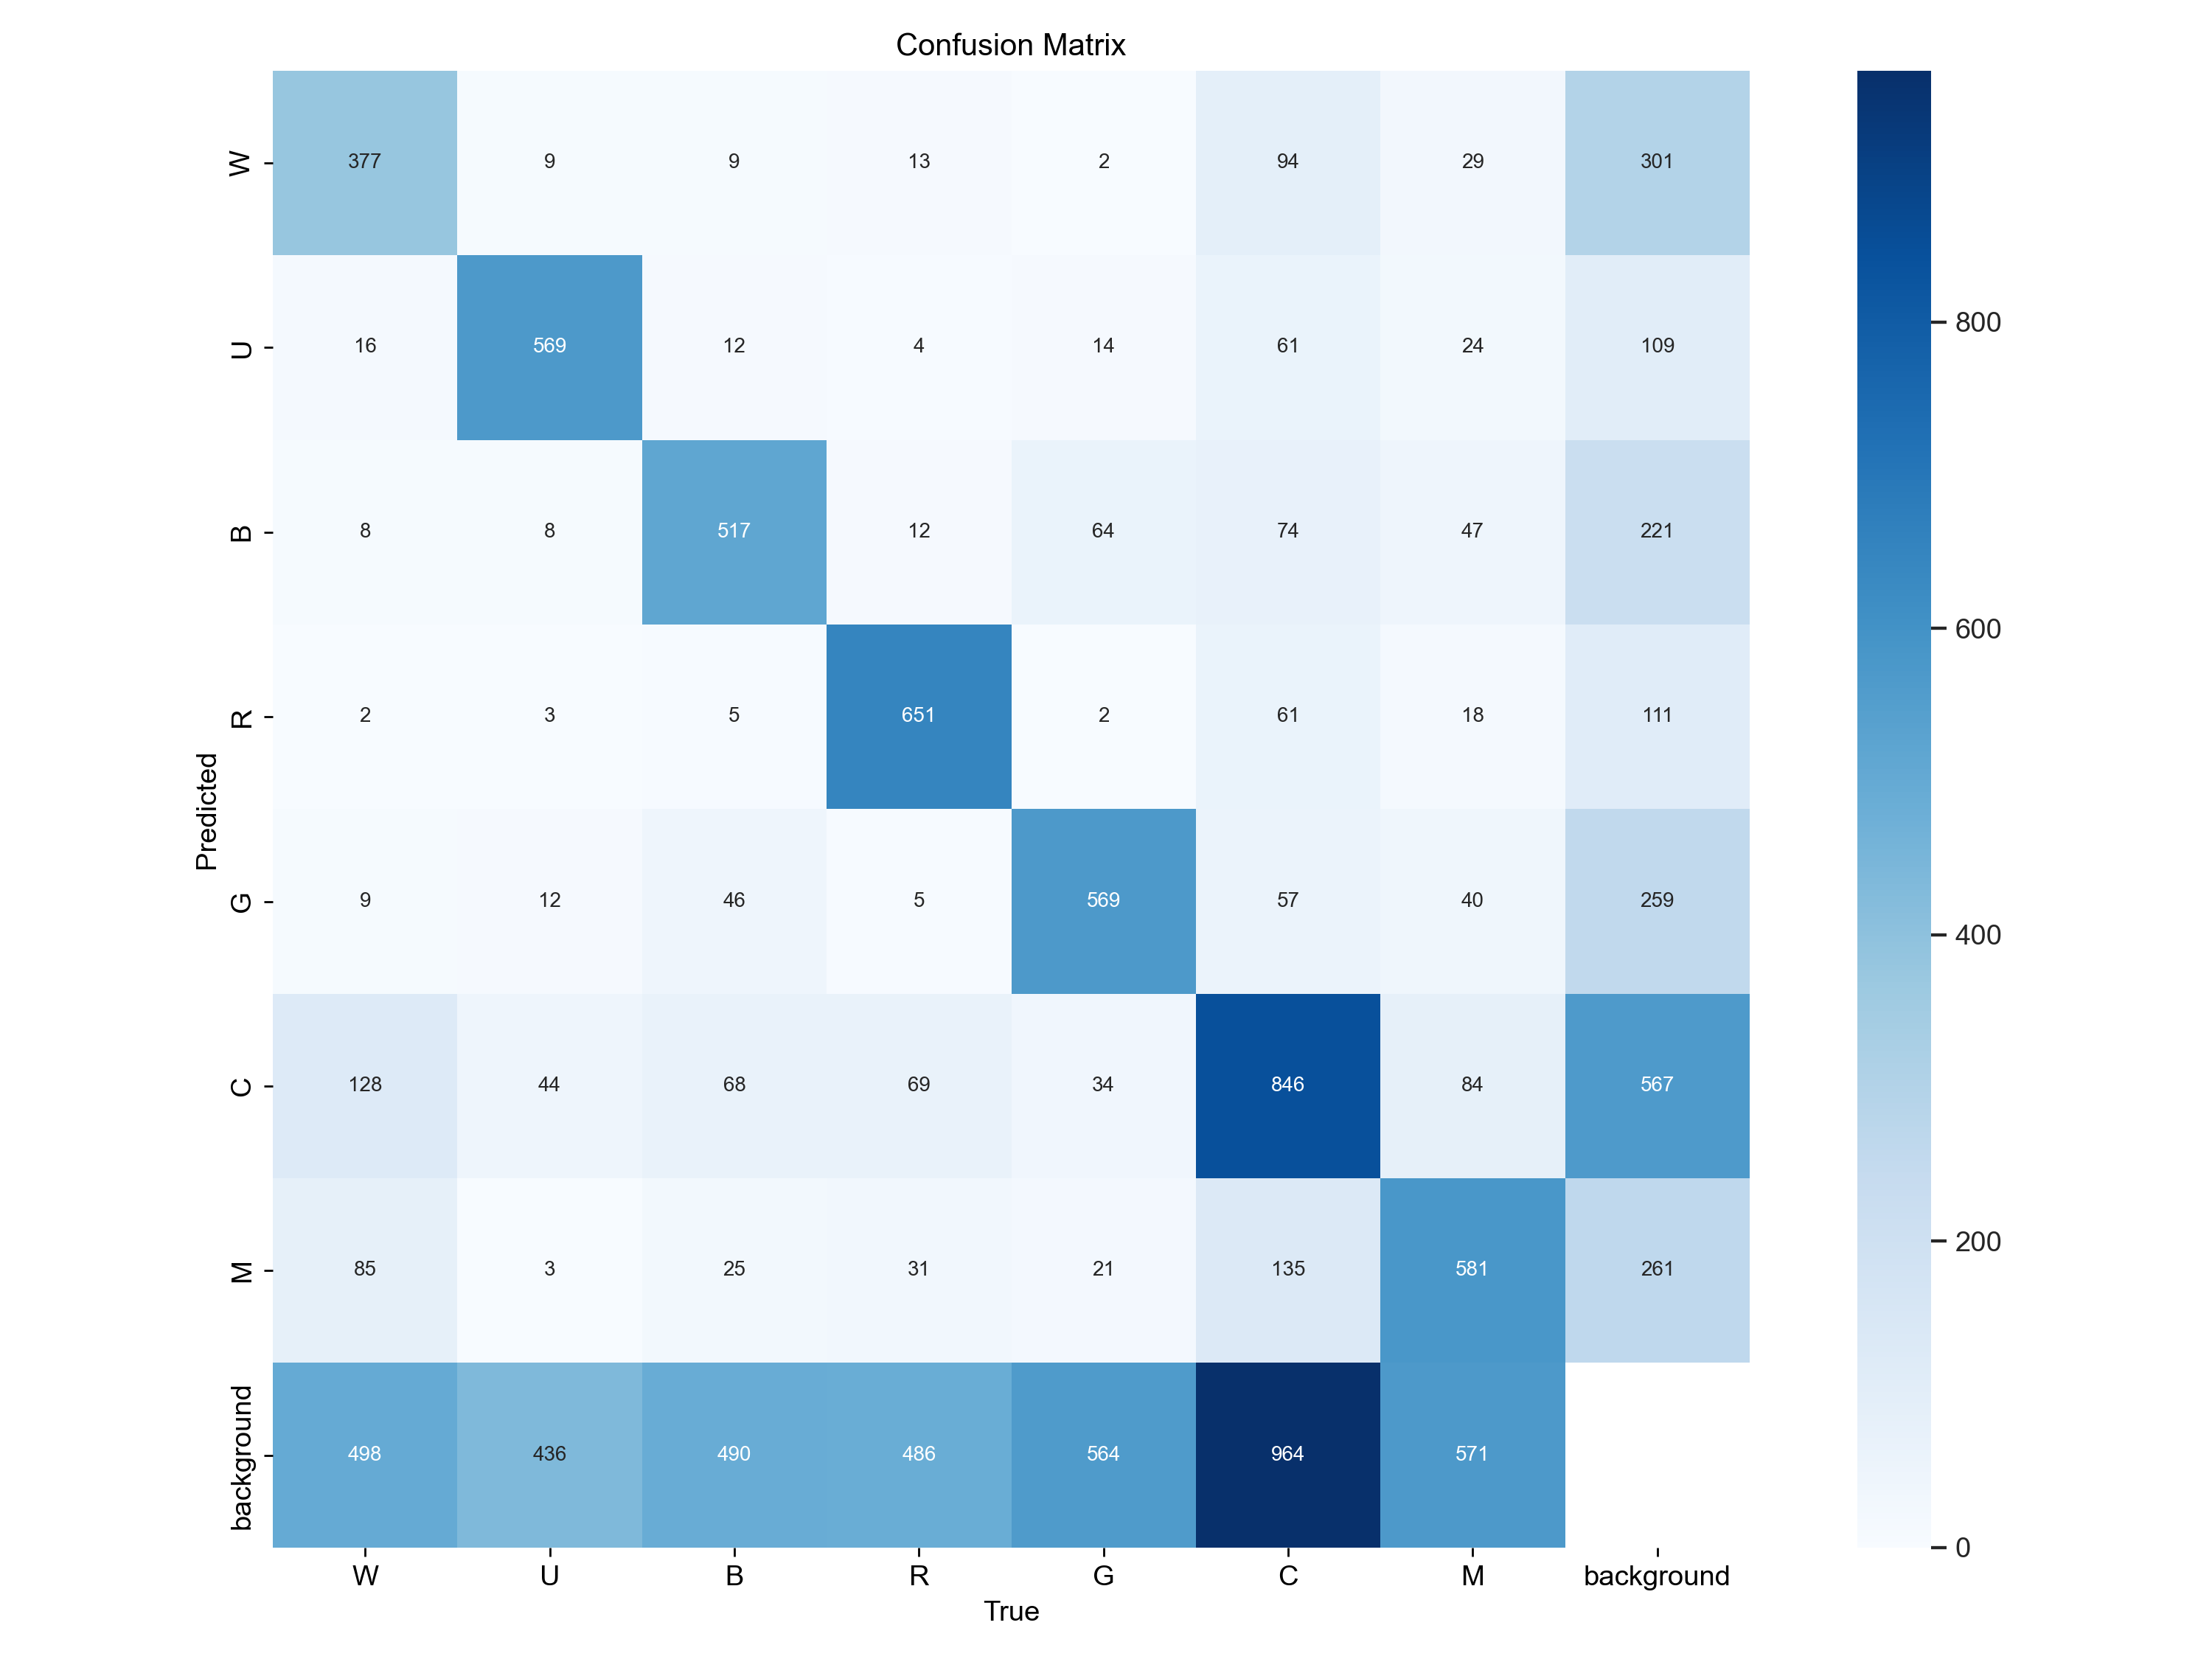 Confusion Matrix
W 377 9 9 13 2 94 29 301
U 16 569 12 4 14 61 24 109
B 8 8 517 12 64 74 47 221
R 2 3 5 651 2 61 18 111
G 9 12 46 5 569 57 40 259
C 128 44 68 69 34 846 84 567
M 85 3 25 31 21 135 581 261
background 498 436 490 486 564 964 571
W U B R G C M background
True
Predicted
800
600
400
200
0